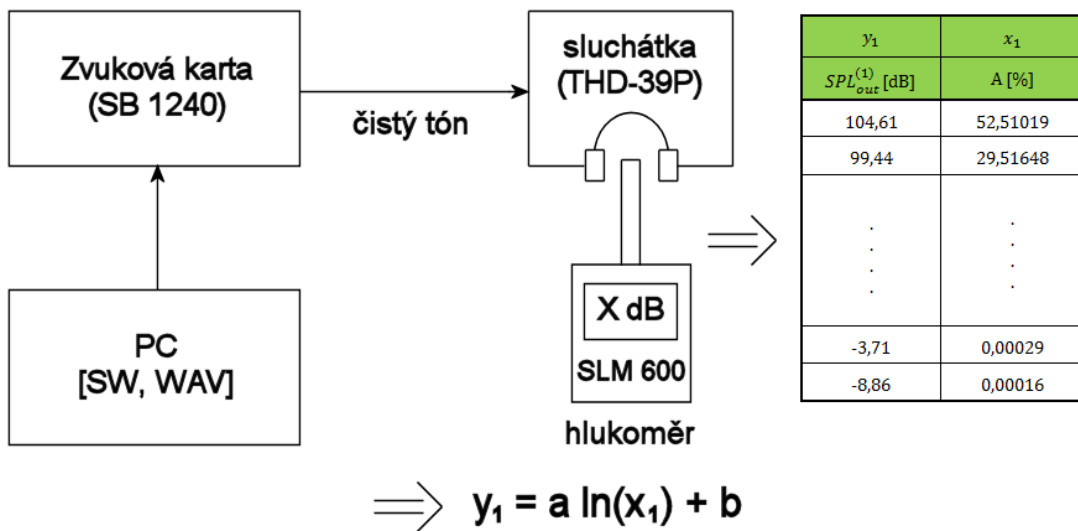 Zvuková karta
(SB 1240)
čistý tón
sluchátka
(THD-39P)
PC
[SW, WAV]
X dB
SLM 600
hlukoměr
y₁ x₁
SPL_out^(1) [dB] A [%]
104,61 52,51019
99,44 29,51648
. .
. .
. .
. .
-3,71 0,00029
-8,86 0,00016
⇒ y₁ = a ln(x₁) + b